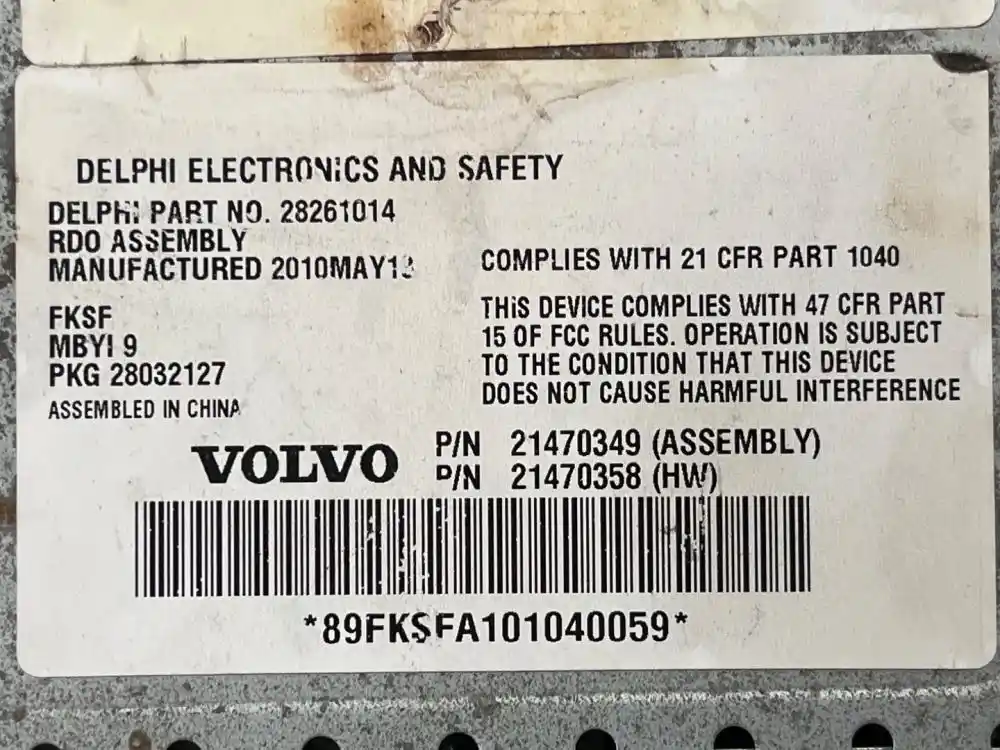 DELPHI ELECTRONICS AND SAFETY
DELPHI PART NO. 28261014
RDO ASSEMBLY
MANUFACTURED
COMPLIES WITH 21 CFR PART 1040
FKSF
MBYI 9
PKG 28032127
ASSEMBLED IN CHINA
THIS DEVICE COMPLIES WITH 47 CFR PART
15 OF FCC RULES. OPERATION IS SUBJECT
TO THE CONDITION THAT THIS DEVICE
DOES NOT CAUSE HARMFUL INTERFERENCE
VOLVO
P/N 21470349 (ASSEMBLY)
P/N 21470358 (HW)
*89FKSFA101040059*